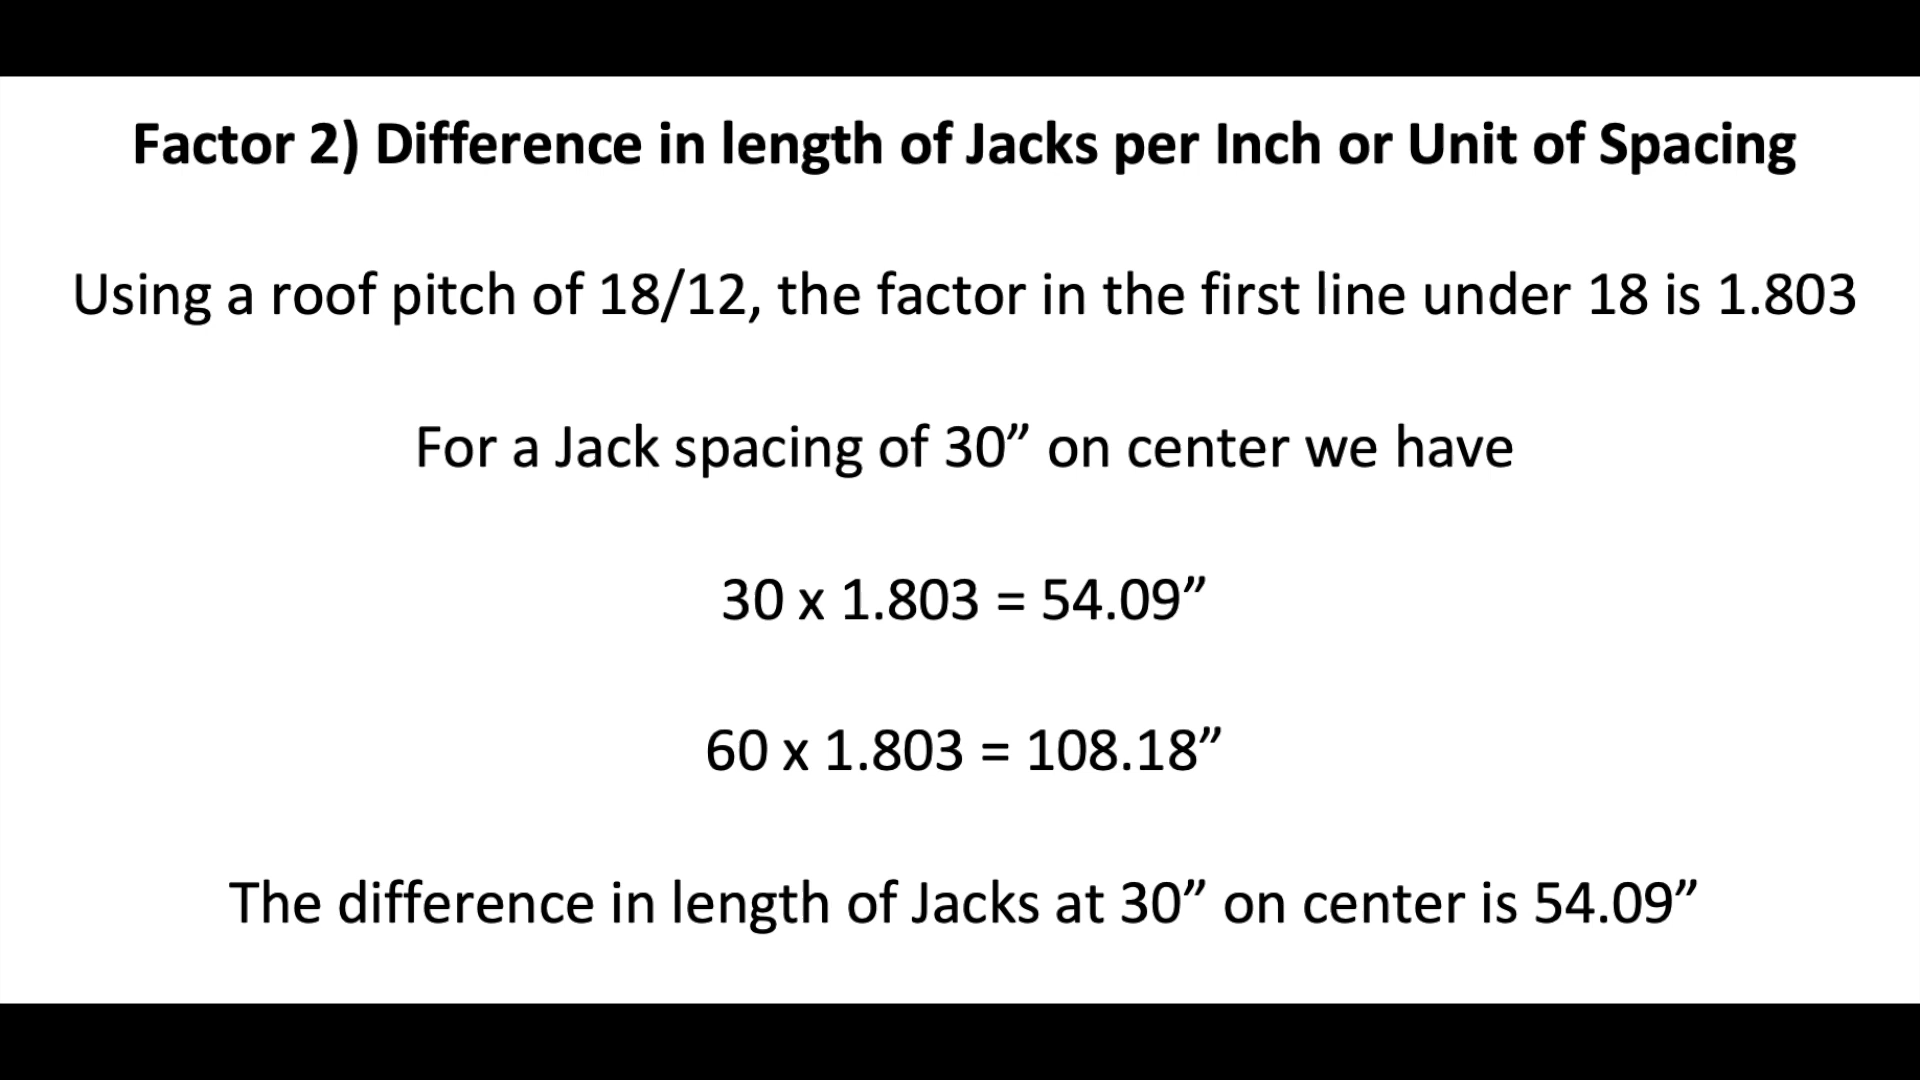 Factor 2) Difference in length of Jacks per Inch or Unit of Spacing
Using a roof pitch of 18/12, the factor in the first line under 18 is 1.803
For a Jack spacing of 30” on center we have
30 x 1.803 = 54.09”
60 x 1.803 = 108.18”
The difference in length of Jacks at 30” on center is 54.09”